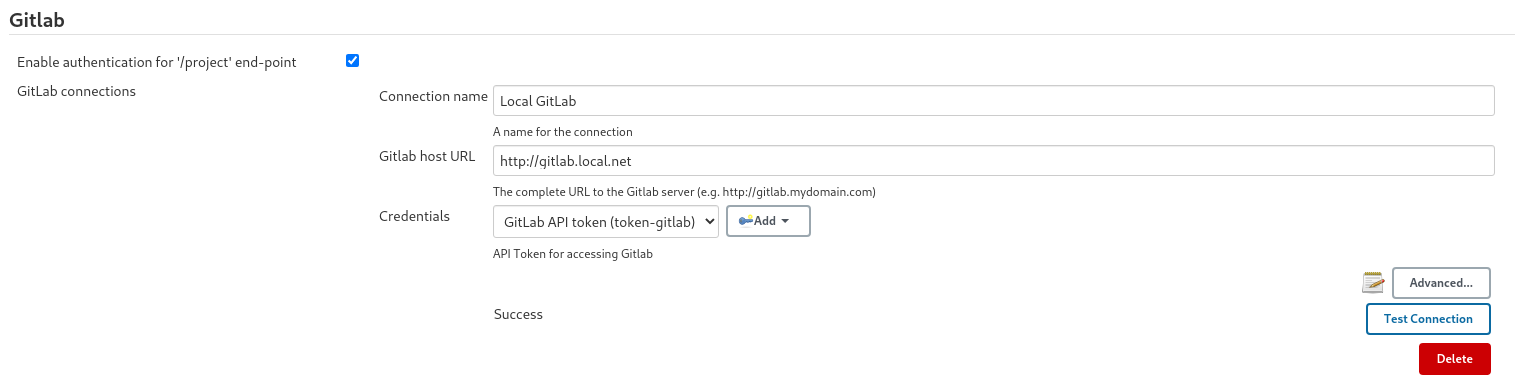 Gitlab
Enable authentication for '/project' end-point
GitLab connections
Connection name
Local GitLab
A name for the connection
Gitlab host URL
http://gitlab.local.net
The complete URL to the Gitlab server (e.g. http://gitlab.mydomain.com)
Credentials
GitLab API token (token-gitlab)
Add
API Token for accessing Gitlab
Advanced...
Success
Test Connection
Delete